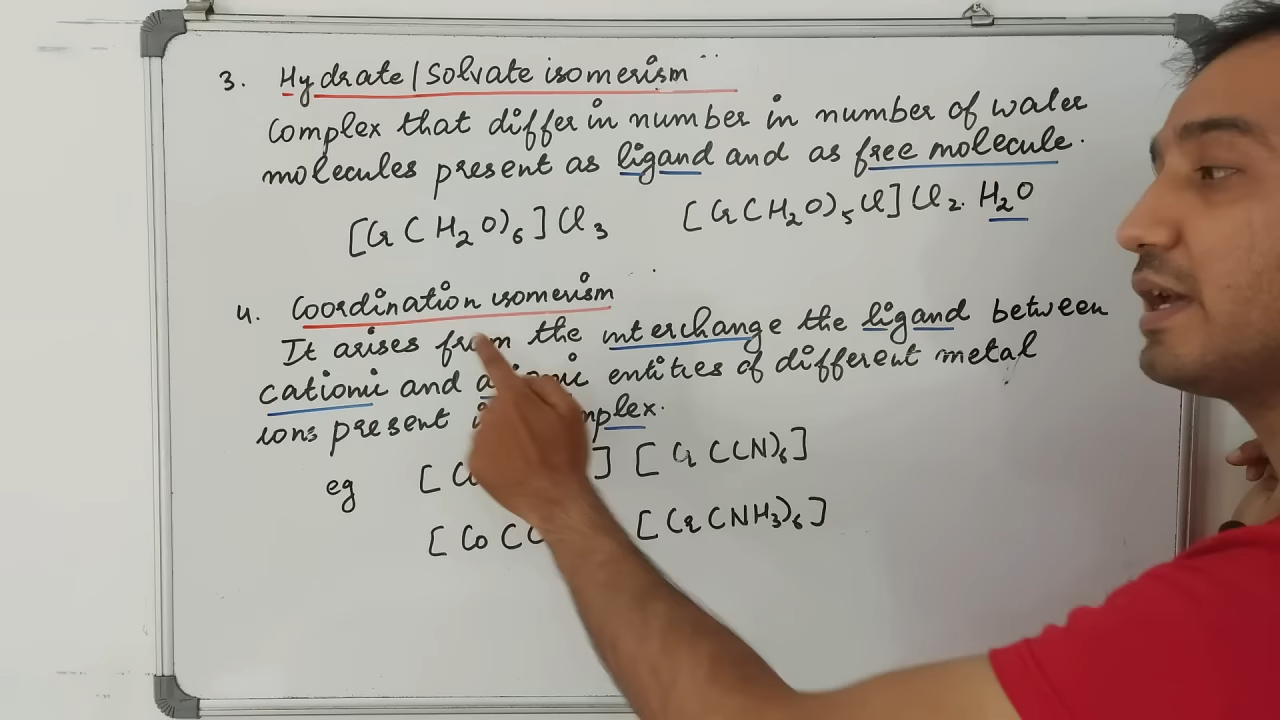 3. Hydrate/Solvate isomerism
Complex that differ in number in number of water
molecules present as ligand and as free molecule.
[Cr(H₂O)₆]Cl₃ [Cr(H₂O)₅Cl]Cl₂. H₂O
4. Coordination isomerism
It arises from the interchange the ligand between
cationic and anionic entities of different metal
ions present complex.
eg [Co ] [Cr(CN)₆]
[Co(C [Cr(NH₃)₆]